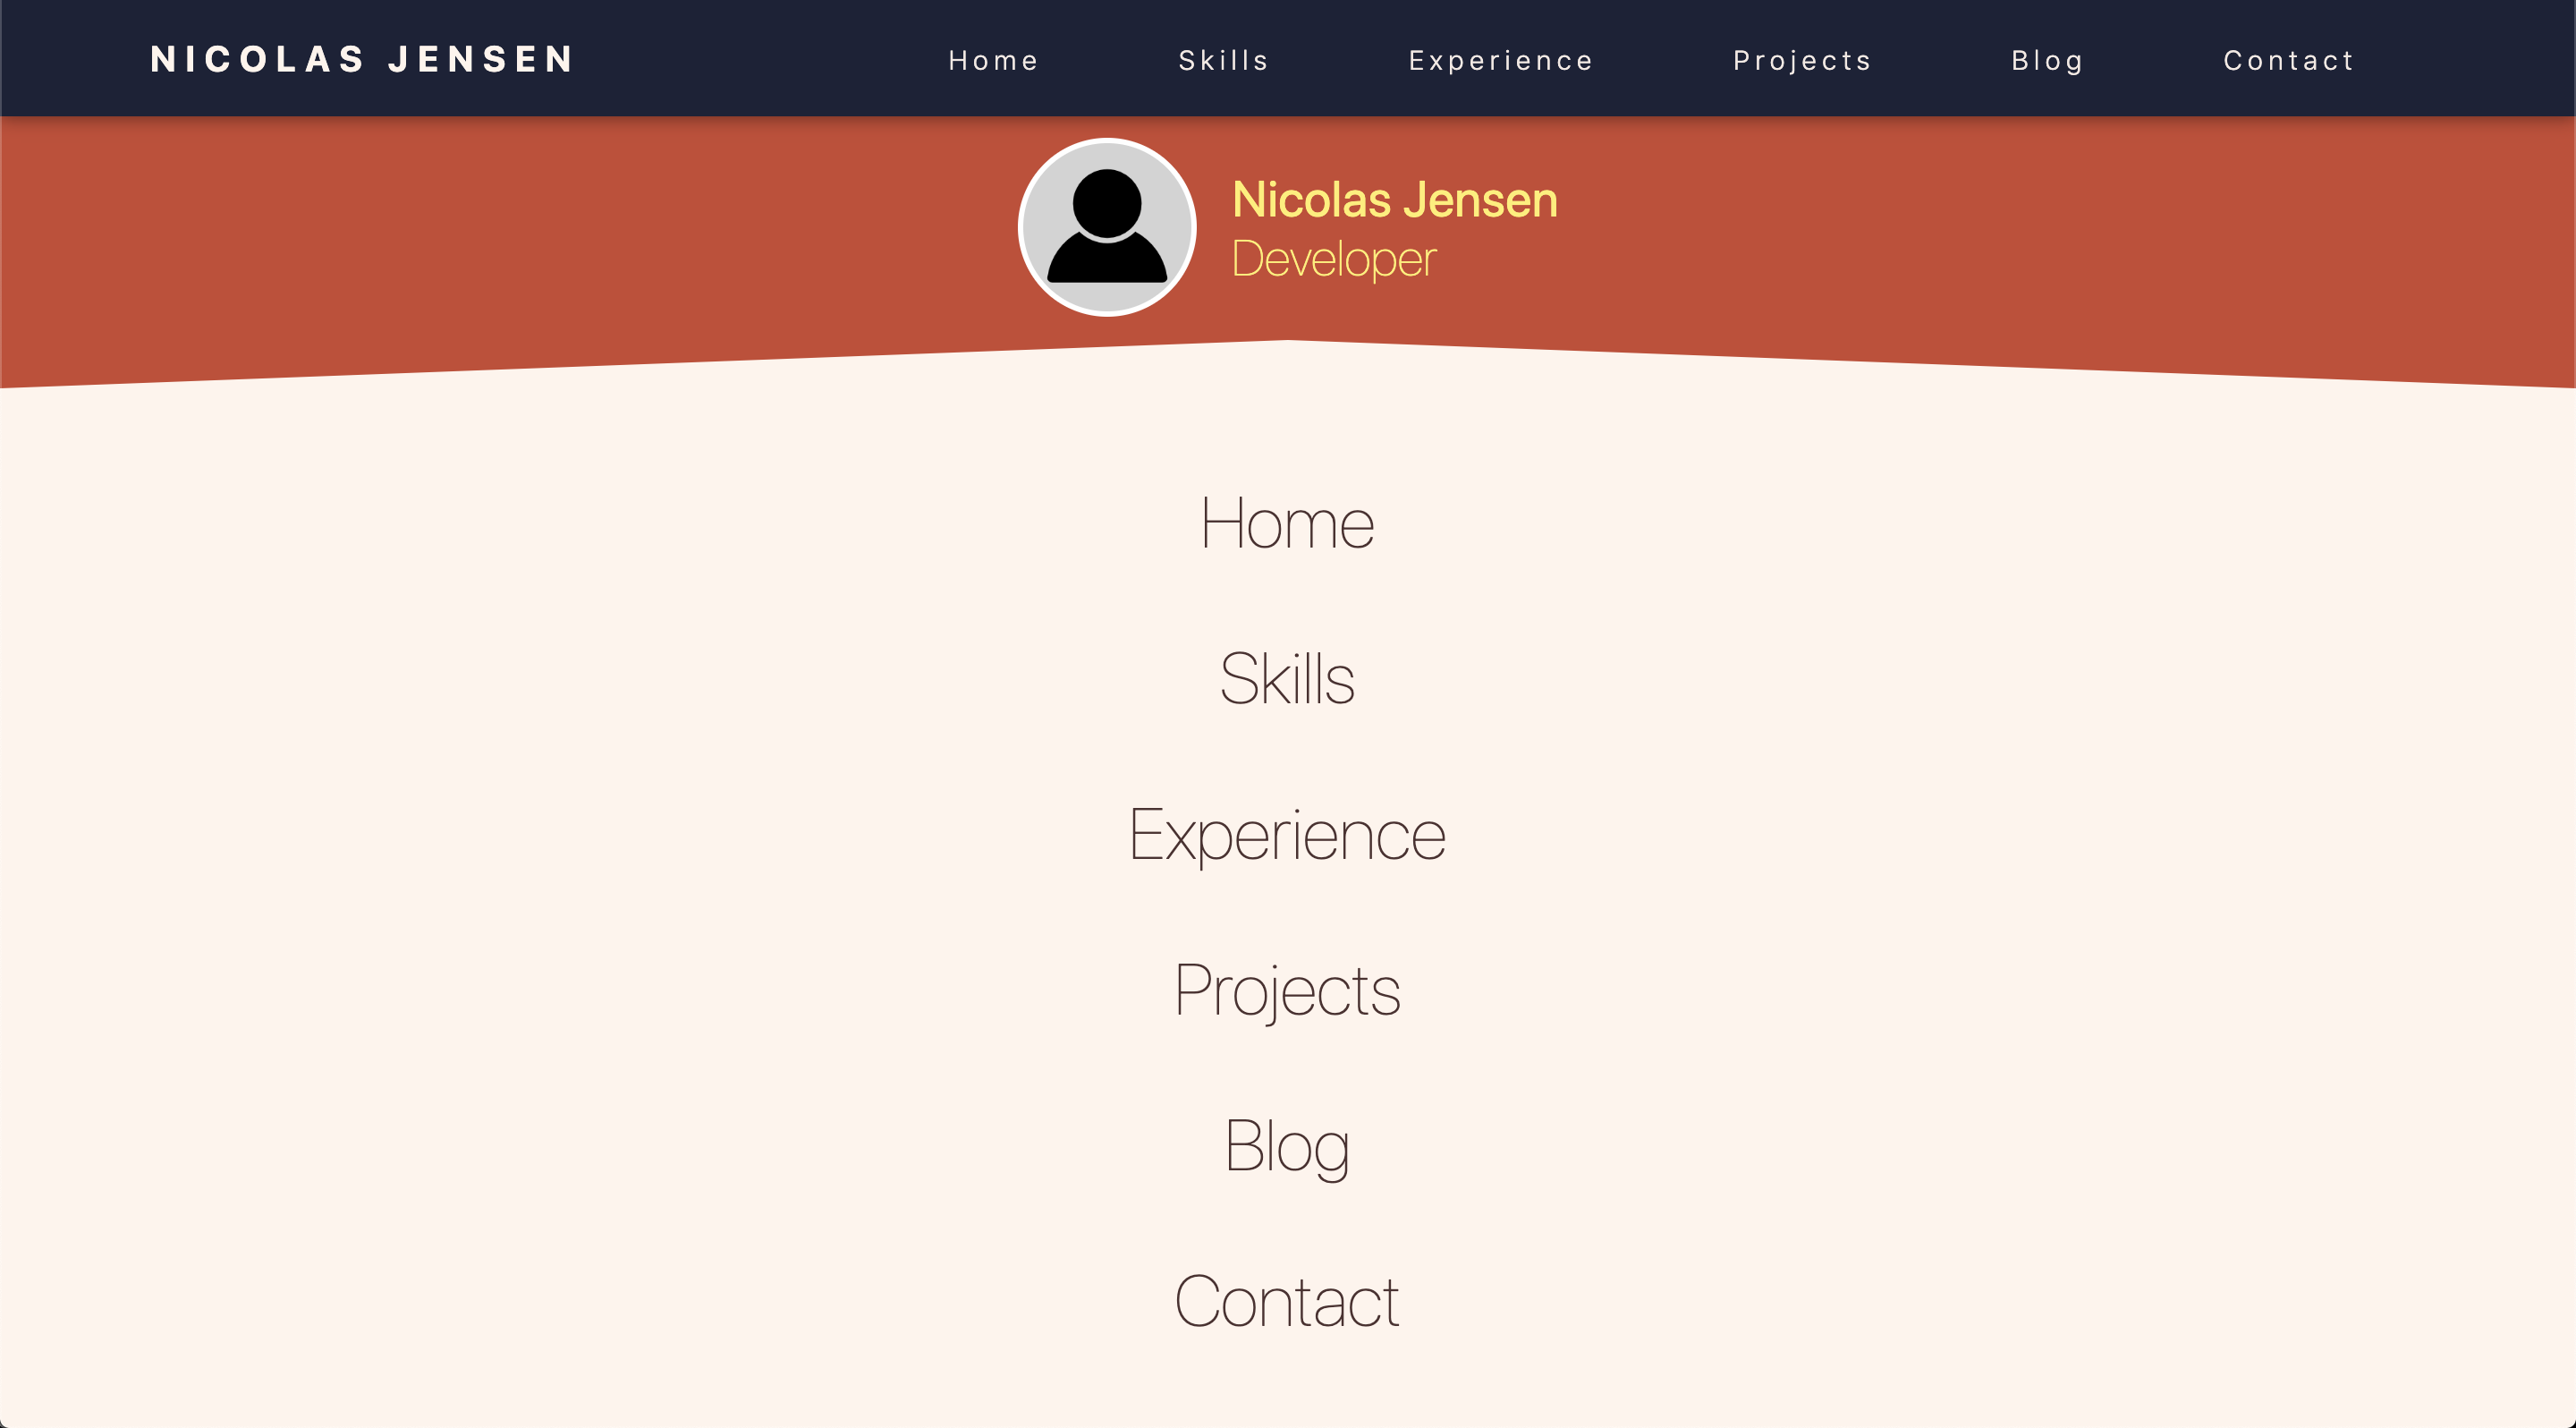 NICOLAS JENSEN Home Skills Experience Projects Blog Contact
Nicolas Jensen
Developer
Home
Skills
Experience
Projects
Blog
Contact